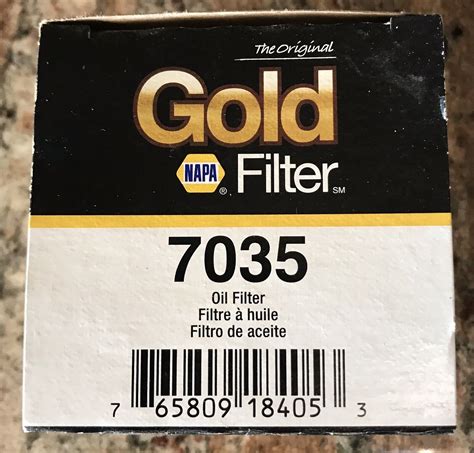 The Original
Gold
NAPA ® Filter SM
7035
Oil Filter
Filtre à huile
Filtro de aceite
7 65809 18405 3